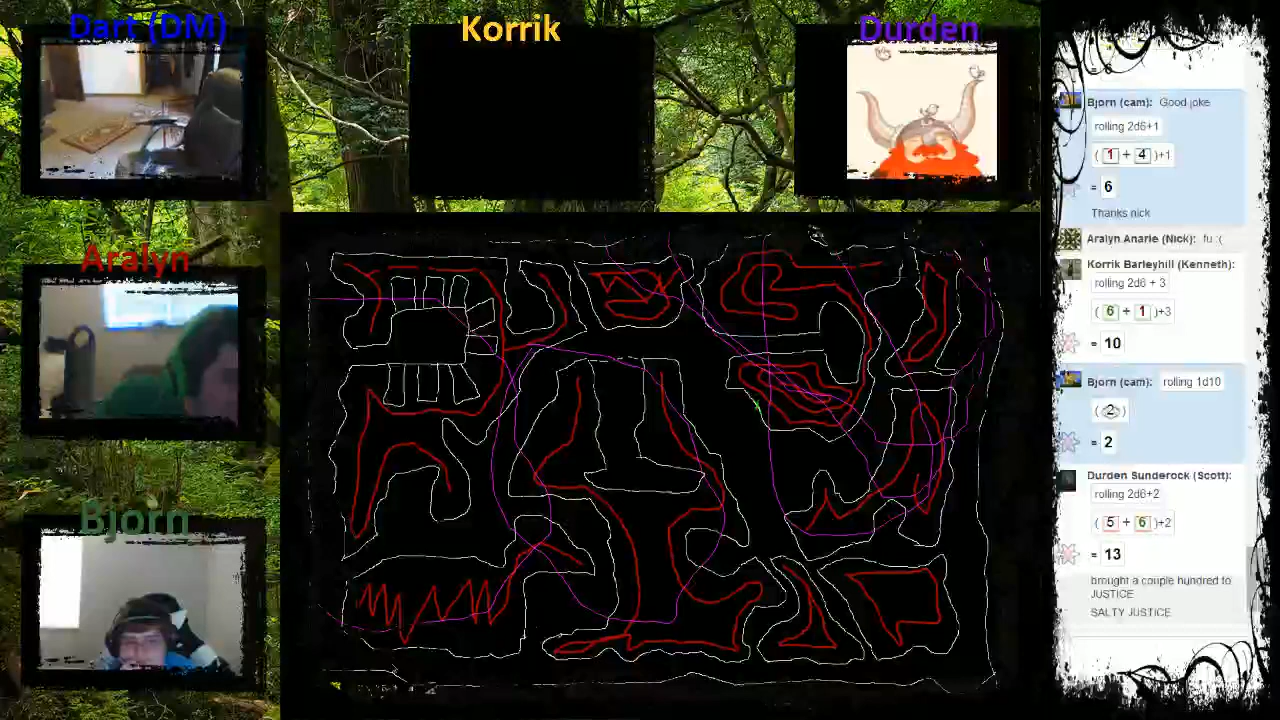 Dart (DM)
Korrik
Durden
Aralyn
Bjorn
Bjorn (cam): Good joke
rolling 2d6+1
( 1 + 4 )+1
= 6
Thanks nick
Aralyn Anarie (Nick): fu :(
Korrik Barleyhill (Kenneth):
rolling 2d6 + 3
( 6 + 1 )+3
= 10
Bjorn (cam): rolling 1d10
( 2 )
= 2
Durden Sunderock (Scott):
rolling 2d6+2
( 5 + 6 )+2
= 13
brought a couple hundred to
JUSTICE
SALTY JUSTICE